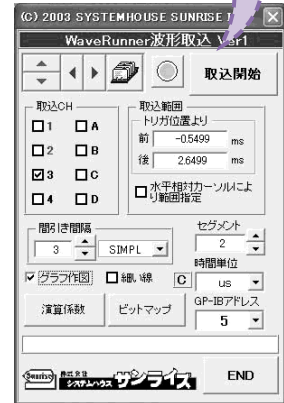 (C) 2003 SYSTEMHOUSE SUNRISE
WaveRunner波形取込 Ver1
取込開始
取込CH
1 A
2 B
3 C
4 D
取込範囲
トリガ位置より
前 -0.5499 ms
後 2.6499 ms
水平相対カーソルによ
り範囲指定
間引き間隔
3 SIMPL
セグメント
2
時間単位
C us
グラフ作図 細い線
演算係数 ビットマップ
GP-IBアドレス
5
Sunrise 株式会社 システムハウス サンライズ END